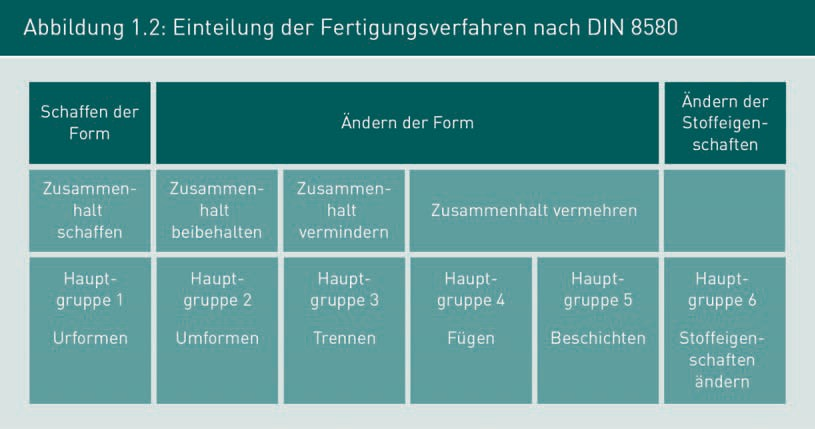 Abbildung 1.2: Einteilung der Fertigungsverfahren nach DIN 8580
Schaffen der
Form
Ändern der Form
Ändern der
Stoffeigen-
schaften
Zusammen-
halt
schaffen
Zusammen-
halt
beibehalten
Zusammen-
halt
vermindern
Zusammenhalt vermehren
Haupt-
gruppe 1
Urformen
Haupt-
gruppe 2
Umformen
Haupt-
gruppe 3
Trennen
Haupt-
gruppe 4
Fügen
Haupt-
gruppe 5
Beschichten
Haupt-
gruppe 6
Stoffeigen-
schaften
ändern